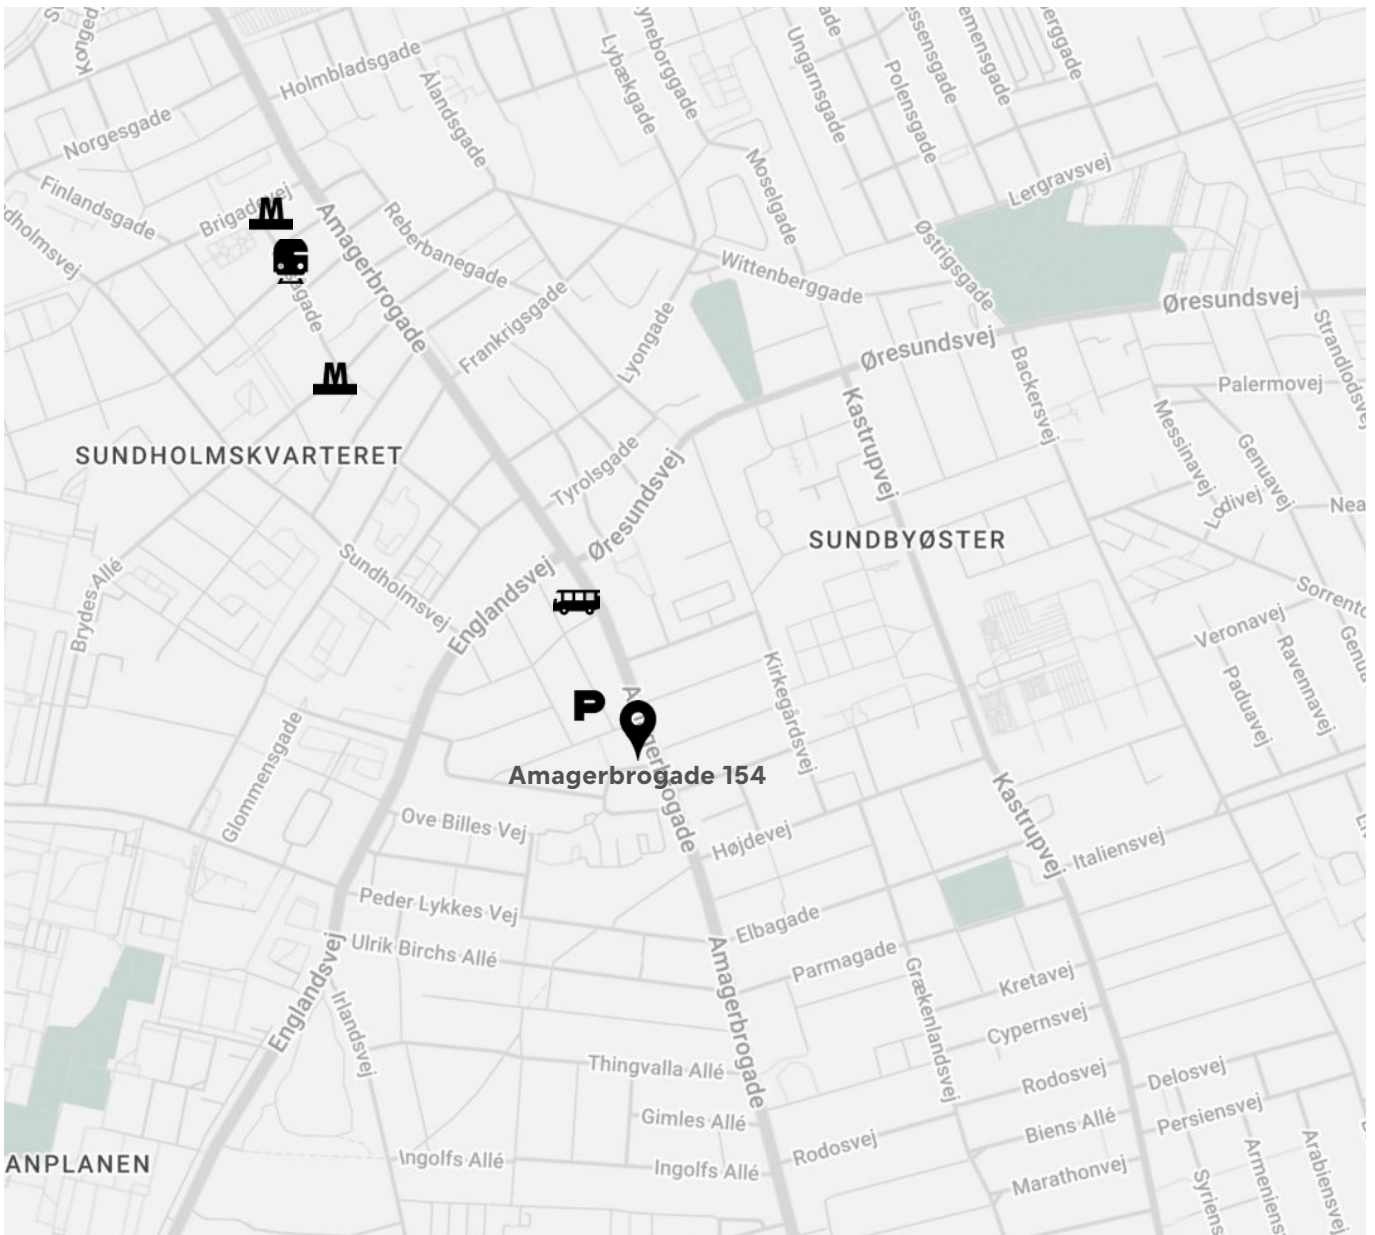 Holmbladsgade
Ålandsgade
Lybækgade
Ungarnsgade
Polensgade
Norgesgade
Finlandsgade
Brigadevej
M
Amagerbrogade
Reberbanegade
Moselgade
Lergravsvej
Østrigsgade
Wittenberggade
Øresundsvej
Frankrigsgade
Lyongade
Øresundsvej
Backersvej
Palermovej
M
Kastrupvej
Messinavej
Genuavej
Lodivej
SUNDHOLMSKVARTERET
Tyrolsgade
Øresundsvej
SUNDBYØSTER
Brydes Allé
Sundholmsvej
Englandsvej
Veronavej
Ravennavej
Paduavej
Kirkegårdsvej
P
Amagerbrogade
Amagerbrogade 154
Glommensgade
Ove Billes Vej
Højdevej
Kastrupvej
Italiensvej
Peder Lykkes Vej
Elbagade
Ulrik Birchs Allé
Parmagade
Englandsvej
Irlandsvej
Amagerbrogade
Grækenlandsvej
Kretavej
Cypernsvej
Thingvalla Allé
Rodosvej
Delosvej
Gimles Allé
Biens Allé
Persiensvej
Ingolfs Allé
Ingolfs Allé
Rodosvej
Marathonvej
Arabiensvej
ANPLANEN